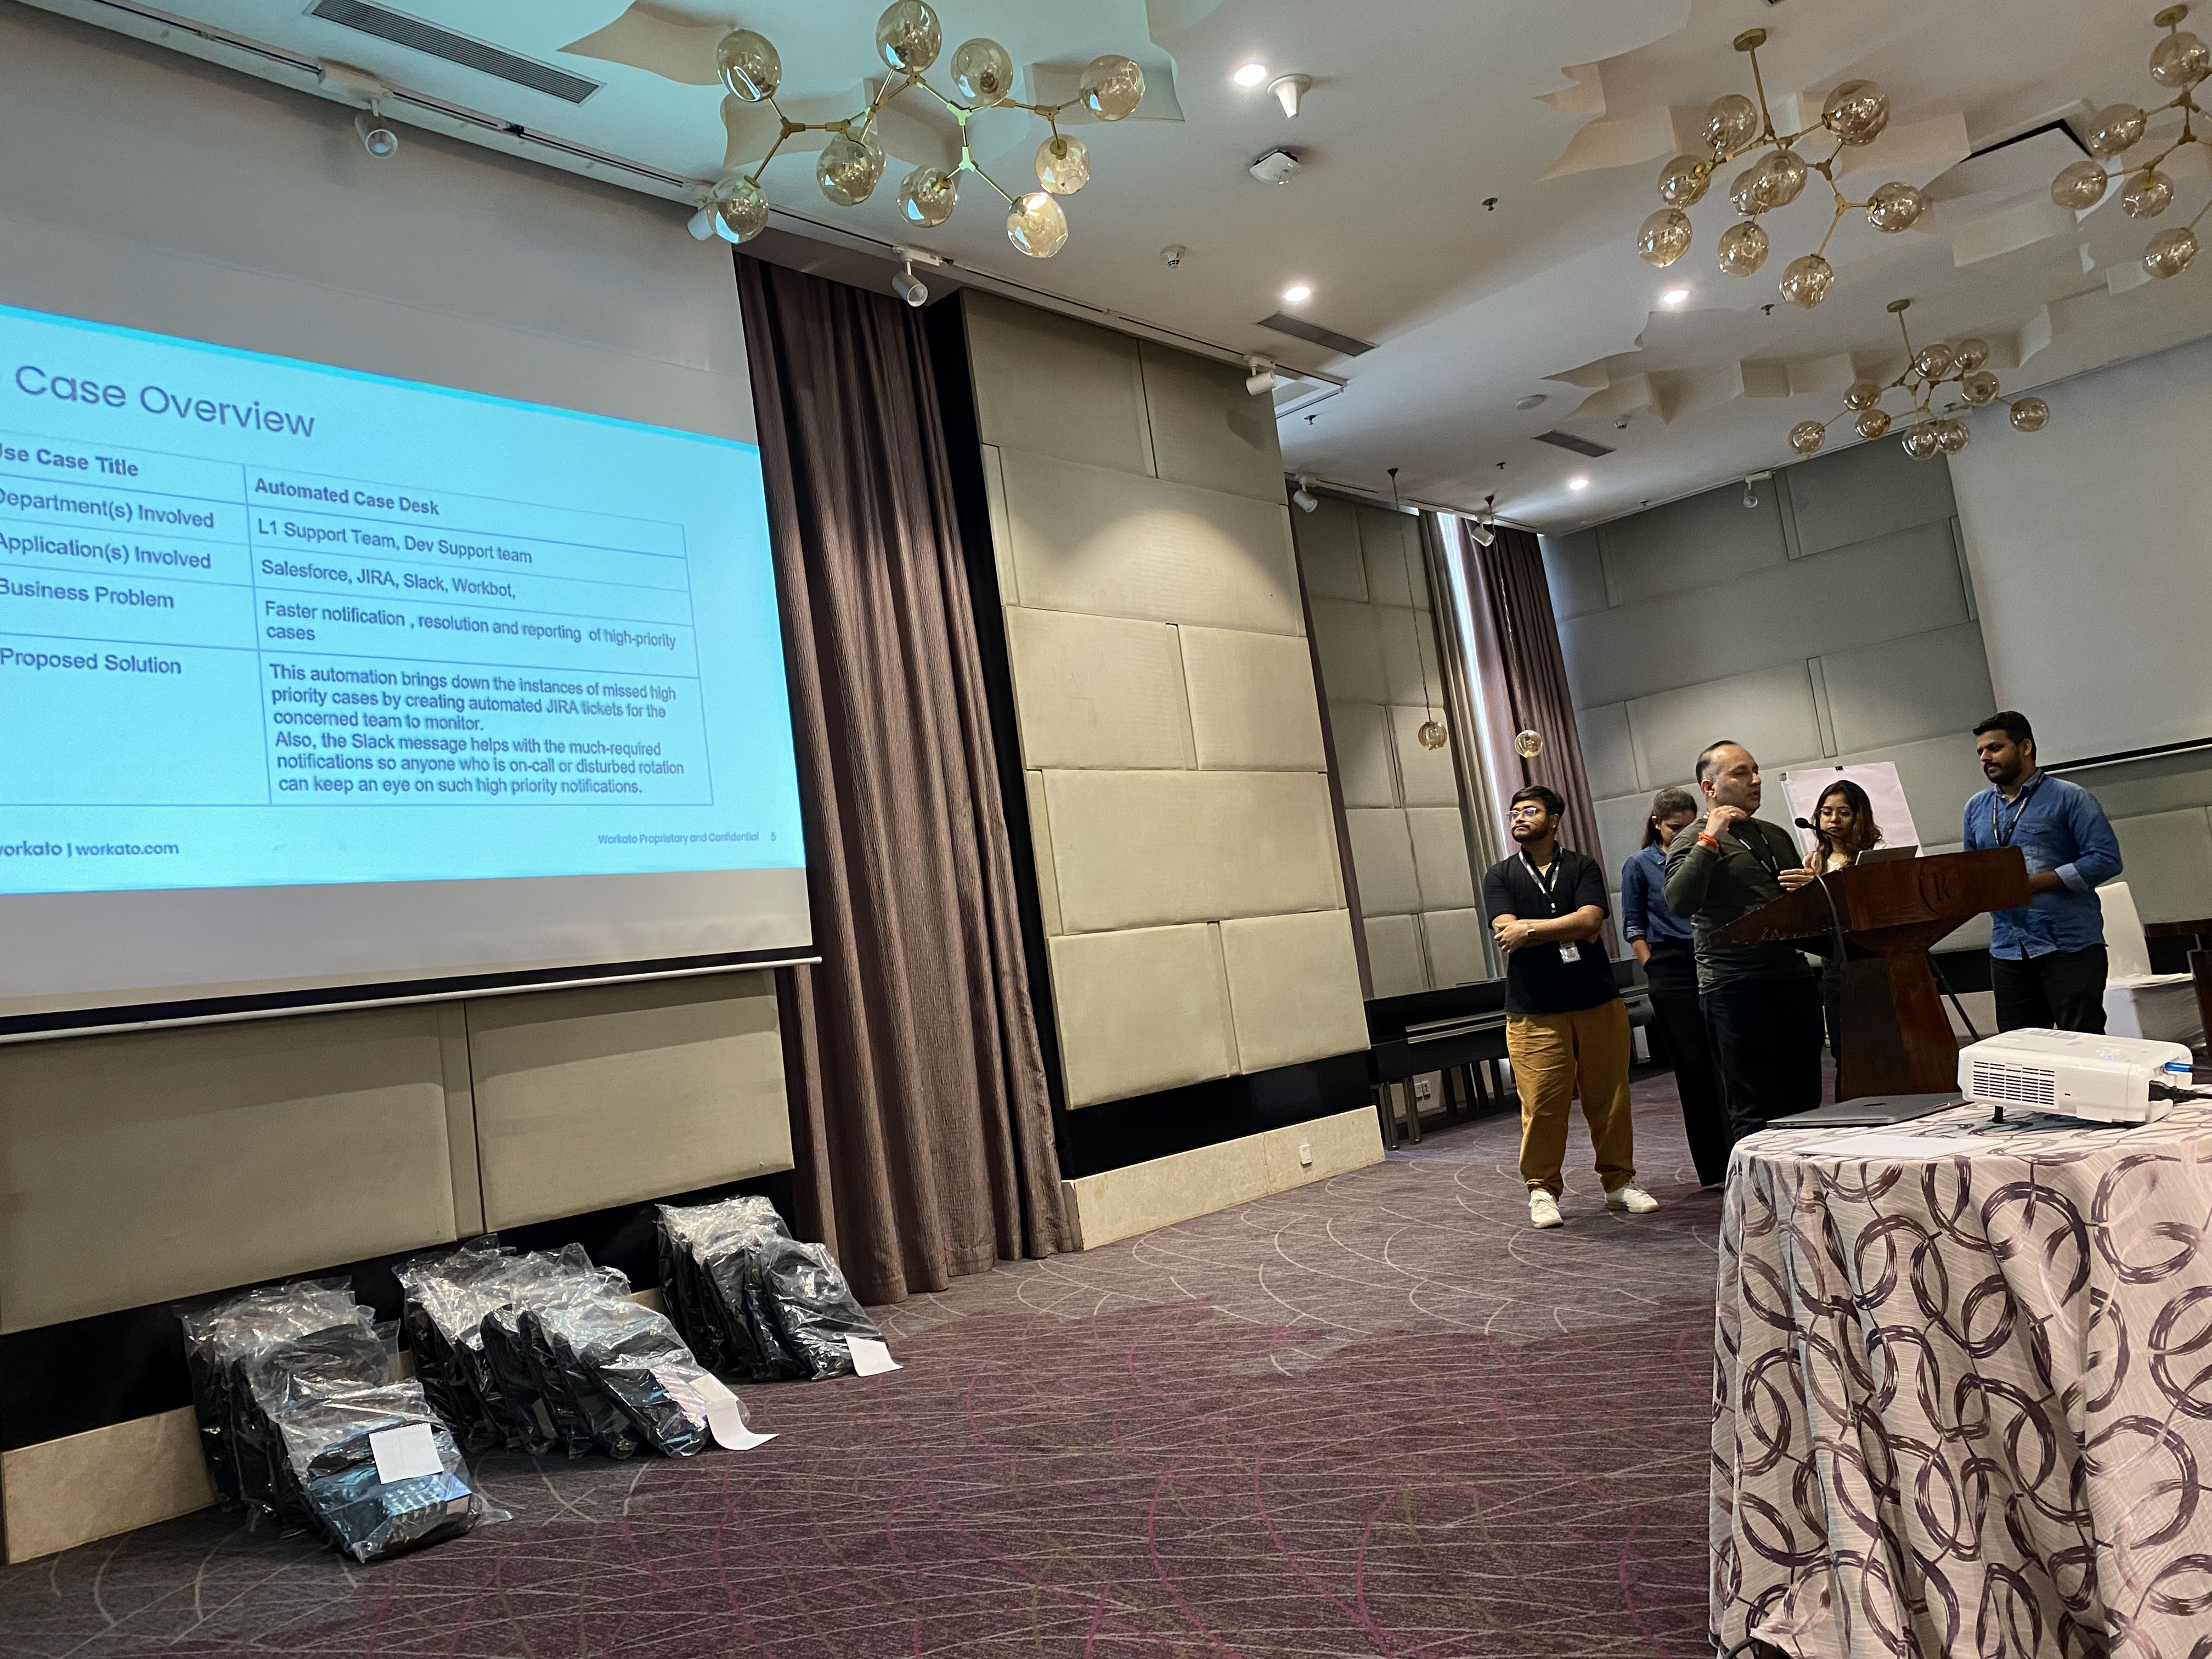 Case Overview
Use Case Title
Automated Case Desk
Department(s) Involved
L1 Support Team, Dev Support team
Application(s) Involved
Salesforce, JIRA, Slack, Workbot,
Business Problem
Faster notification , resolution and reporting of high-priority
cases
Proposed Solution
This automation brings down the instances of missed high
priority cases by creating automated JIRA tickets for the
concerned team to monitor.
Also, the Slack message helps with the much-required
notifications so anyone who is on-call or disturbed rotation
can keep an eye on such high priority notifications.
workato | workato.com
Workato Proprietary and Confidential 5
R